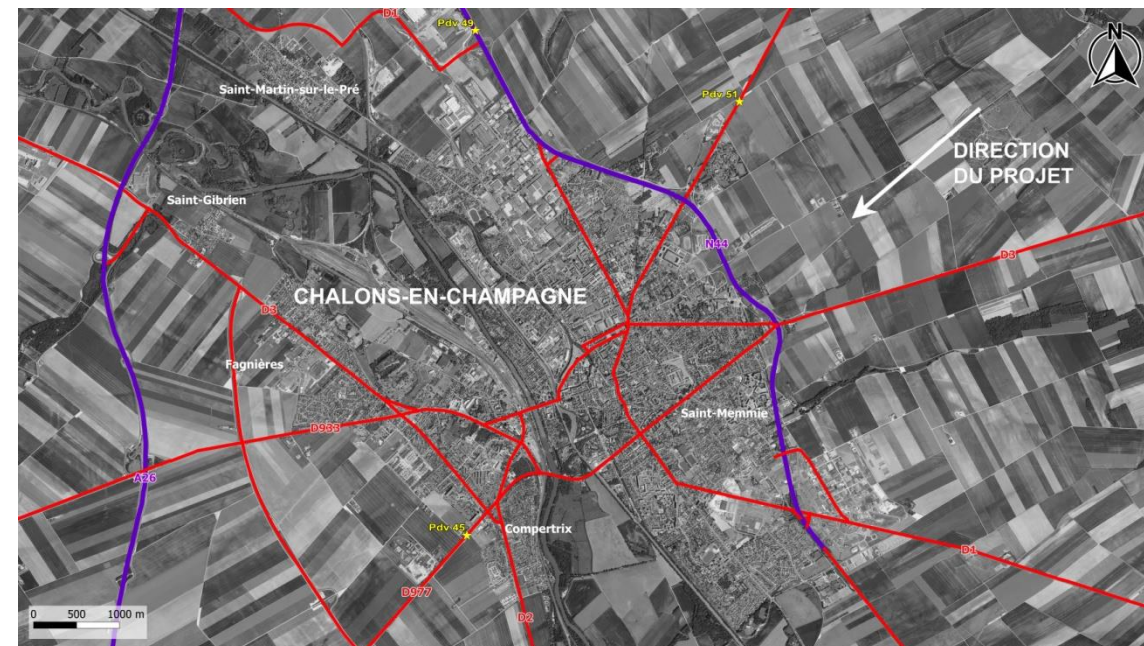 D1
Pdv 49
N
Saint-Martin-sur-le-Pré
Pdv 51
DIRECTION
DU PROJET
Saint-Gibrien
N44
D3
CHALONS-EN-CHAMPAGNE
D3
Fagnières
Saint-Memmie
D933
A26
Pdv 45
Compertrix
D1
D977
D2
0 500 1000 m